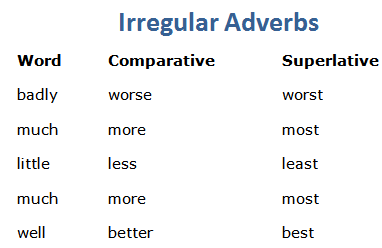 Irregular Adverbs
Word Comparative Superlative
badly worse worst
much more most
little less least
much more most
well better best